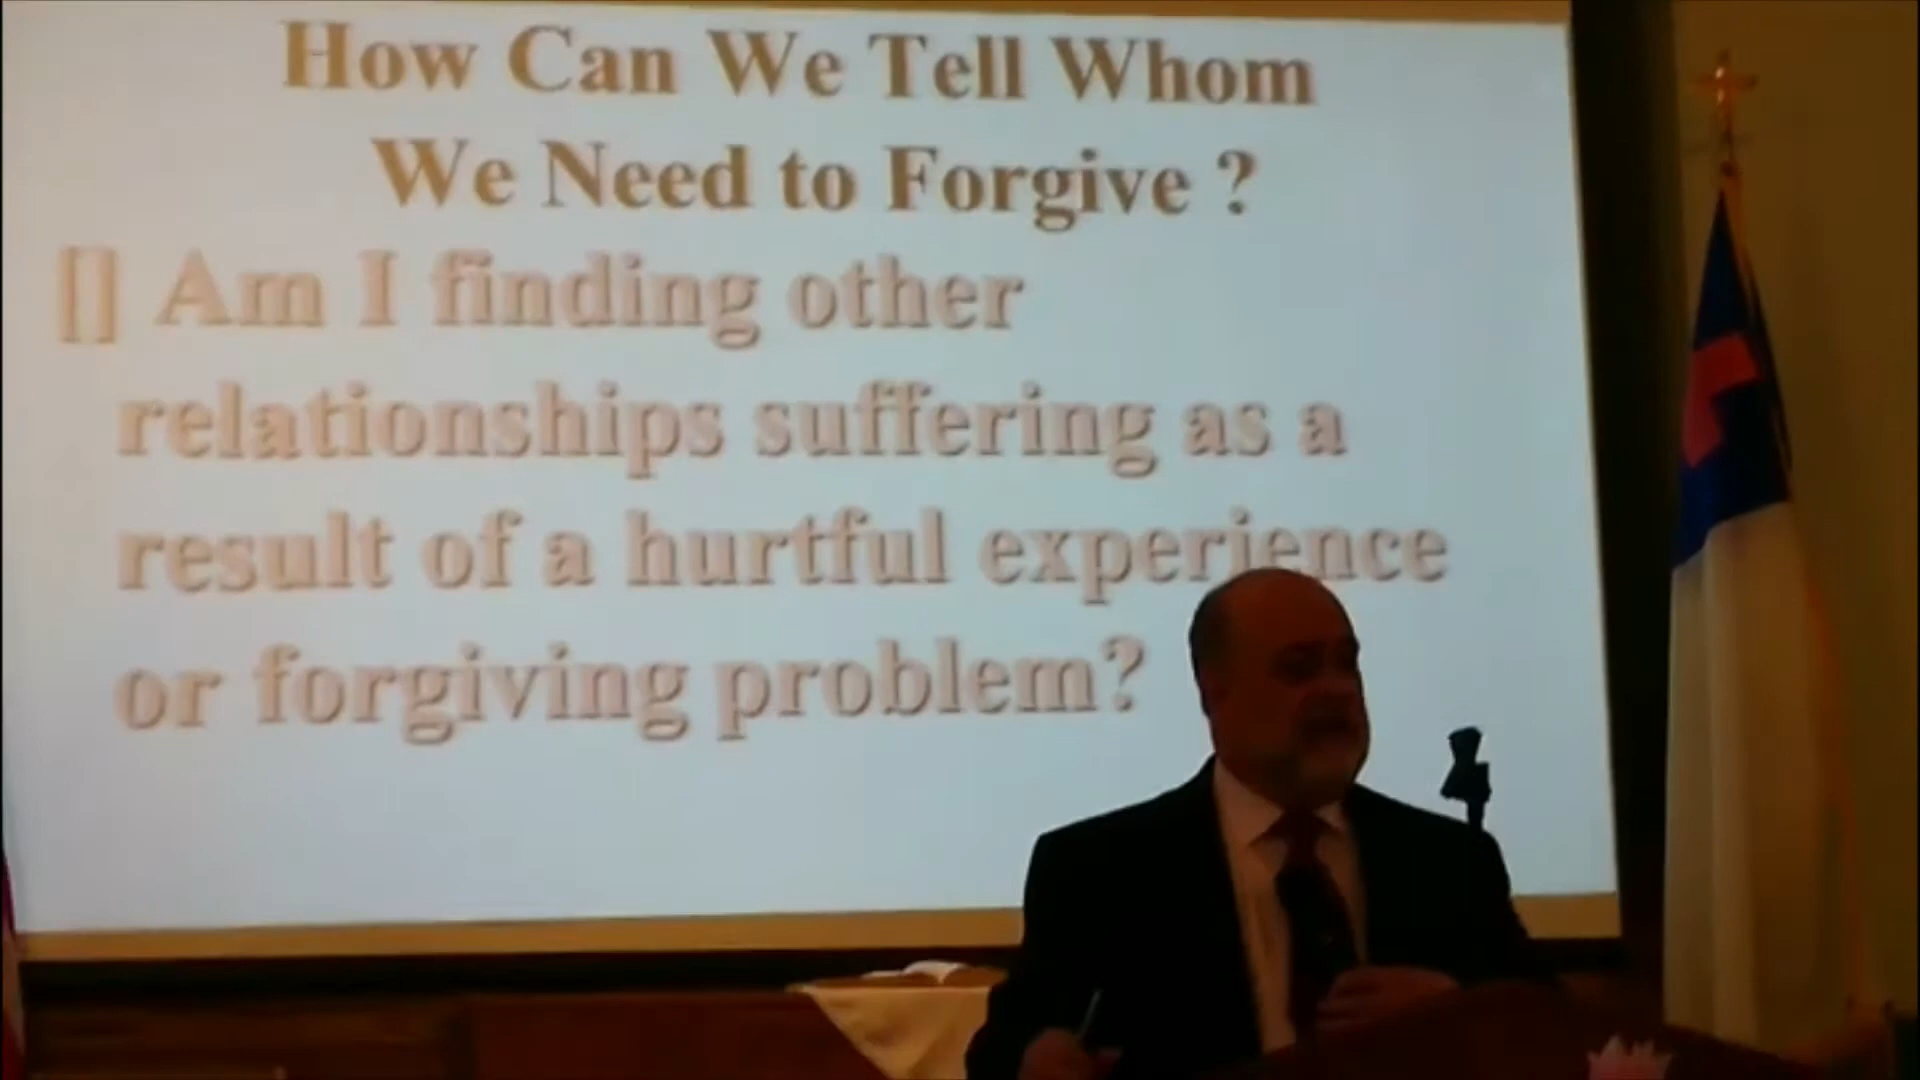 How Can We Tell Whom
We Need to Forgive ?
[] Am I finding other
relationships suffering as a
result of a hurtful experience
or forgiving problem?